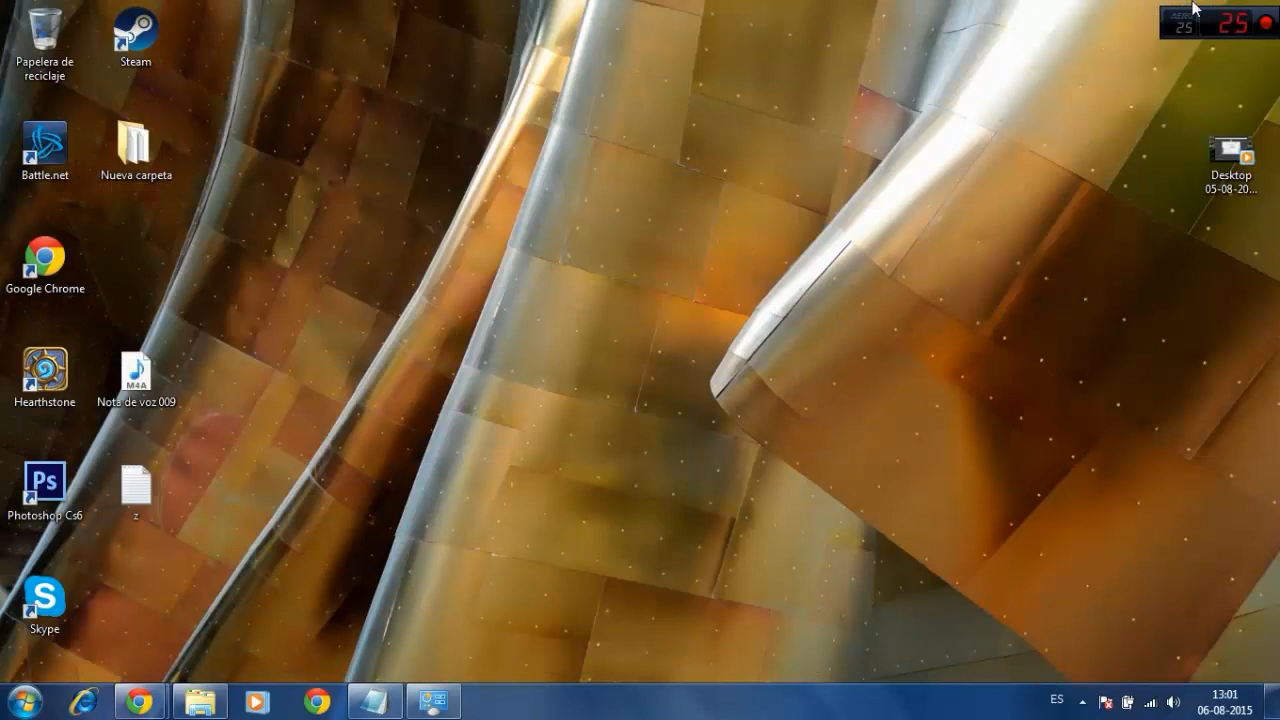 Papelera de
reciclaje
Steam
AERO
25
25
Battle.net
Nueva carpeta
Desktop
05-08-20...
Google Chrome
Hearthstone
M4A
Nota de voz 009
Ps
Photoshop Cs6
z
S
Skype
ES
13:01
06-08-2015